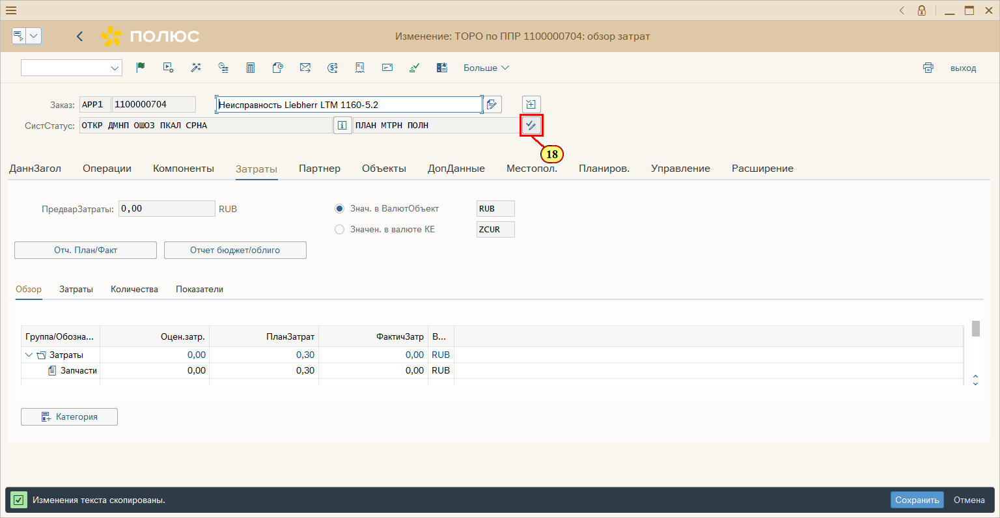 ПОЛЮС
Изменение: ТОРО по ППР 1100000704: обзор затрат
Больше
выход
Заказ: APP1 1100000704 Неисправность Liebherr LTM 1160-5.2
СистСтатус: ОТКР ДМНП ОШОЗ ПКАЛ СРНА ПЛАН МТРН ПОЛН
18
ДаннЗагол Операции Компоненты Затраты Партнер Объекты ДопДанные Местопол. Планиров. Управление Расширение
ПредварЗатраты: 0,00 RUB Знач. в ВалютОбъект RUB
Значен. в валюте КЕ ZCUR
Отч. План/Факт Отчет бюджет/облиго
Обзор Затраты Количества Показатели
Группа/Обозна... Оцен.затр. ПланЗатрат ФактичЗатр В...
Затраты 0,00 0,30 0,00 RUB
Запчасти 0,00 0,30 0,00 RUB
Категория
Изменения текста скопированы. Сохранить Отмена